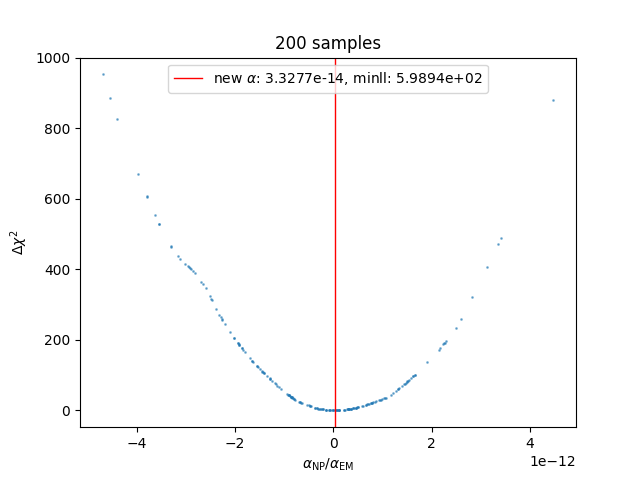 200 samples
new α: 3.3277e-14, minll: 5.9894e+02
1000
800
600
400
200
0
Δχ²
−4 −2 0 2 4
1e−12
α_NP/α_EM